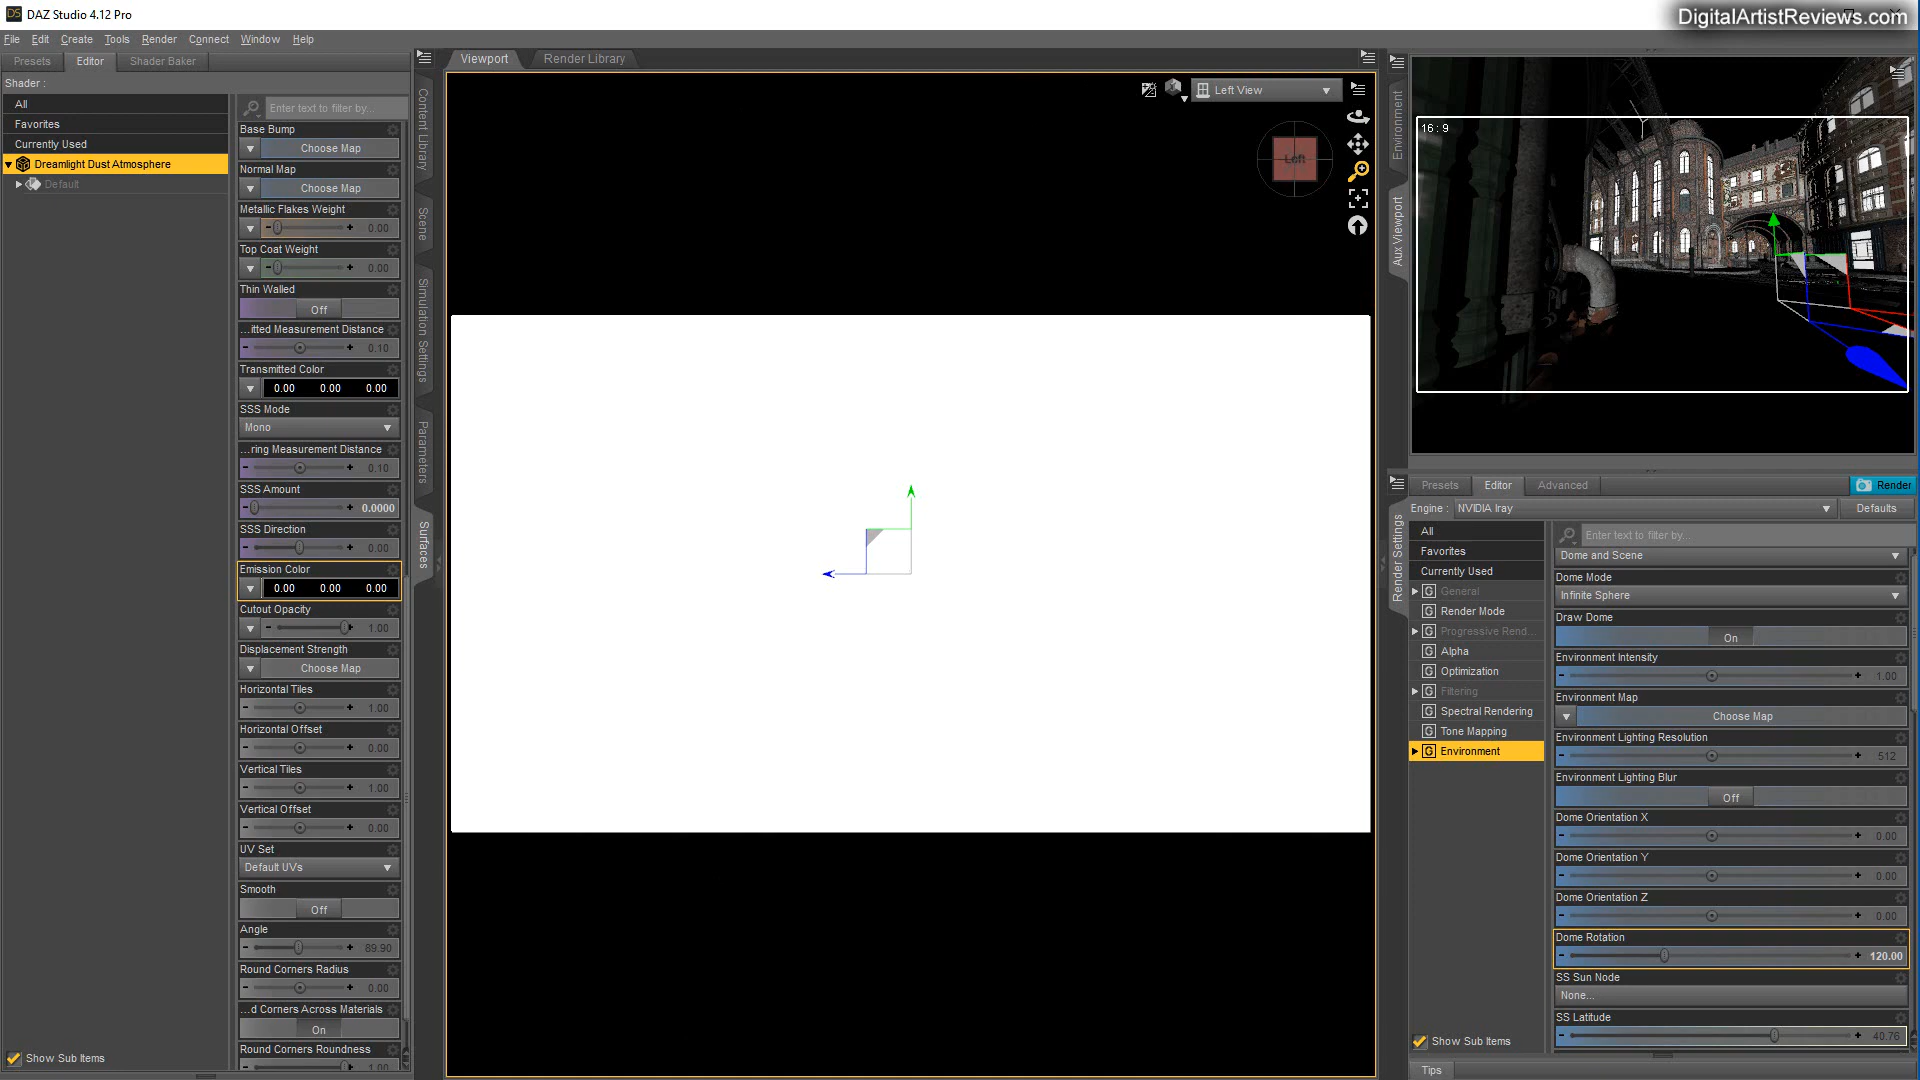 DAZ Studio 4.12 Pro
DigitalArtistReviews.com
File Edit Create Tools Render Connect Window Help
Presets Editor Shader Baker
Shader :
All
Favorites
Currently Used
Dreamlight Dust Atmosphere
Default
Show Sub Items
Enter text to filter by...
Base Bump
Choose Map
Normal Map
Choose Map
Metallic Flakes Weight
0.00
Top Coat Weight
0.00
Thin Walled
Off
...itted Measurement Distance
0.10
Transmitted Color
0.00 0.00 0.00
SSS Mode
Mono
...ring Measurement Distance
0.10
SSS Amount
0.0000
SSS Direction
0.00
Emission Color
0.00 0.00 0.00
Cutout Opacity
1.00
Displacement Strength
Choose Map
Horizontal Tiles
1.00
Horizontal Offset
0.00
Vertical Tiles
1.00
Vertical Offset
0.00
UV Set
Default UVs
Smooth
Off
Angle
89.90
Round Corners Radius
0.00
...d Corners Across Materials
On
Round Corners Roundness
1.00
Content Library
Scene
Simulation Settings
Parameters
Surfaces
Viewport Render Library
Left View
Left
Environment
Aux Viewport
16 : 9
Render Settings
Presets Editor Advanced Render
Engine : NVIDIA Iray Defaults
All
Favorites
Currently Used
General
Render Mode
Progressive Rend...
Alpha
Optimization
Filtering
Spectral Rendering
Tone Mapping
Environment
Show Sub Items
Enter text to filter by...
Dome and Scene
Dome Mode
Infinite Sphere
Draw Dome
On
Environment Intensity
1.00
Environment Map
Choose Map
Environment Lighting Resolution
512
Environment Lighting Blur
Off
Dome Orientation X
0.00
Dome Orientation Y
0.00
Dome Orientation Z
0.00
Dome Rotation
120.00
SS Sun Node
None...
SS Latitude
40.76
Tips